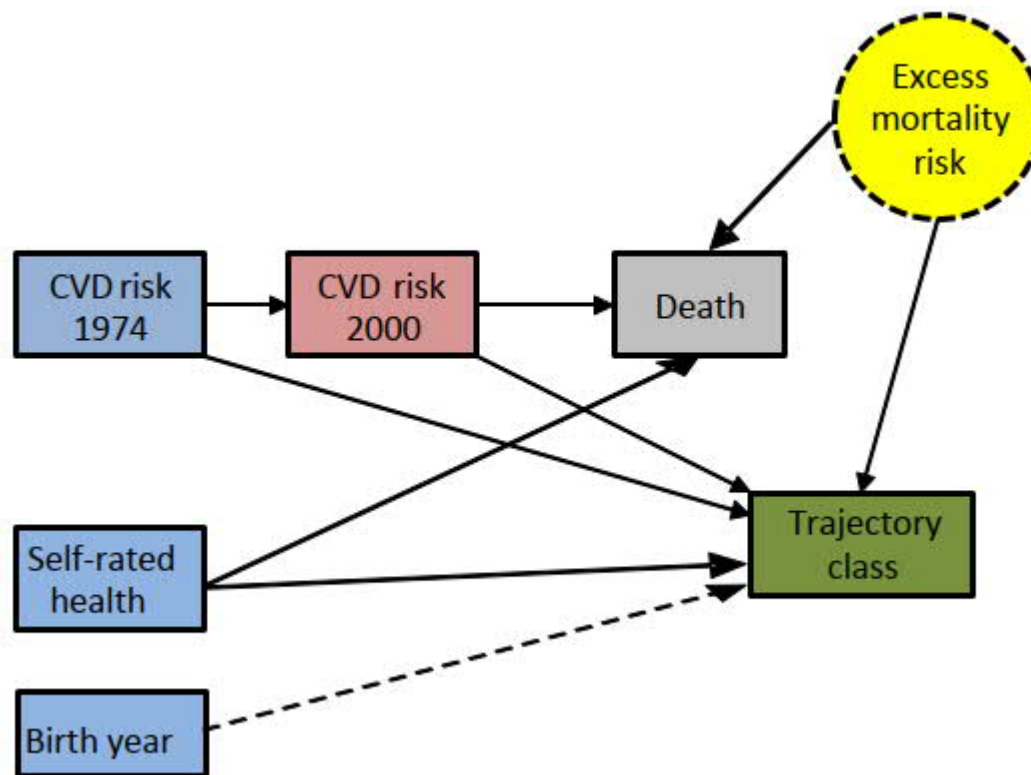 Excess
mortality
risk
CVD risk
1974
CVD risk
2000
Death
Trajectory
class
Self-rated
health
Birth year